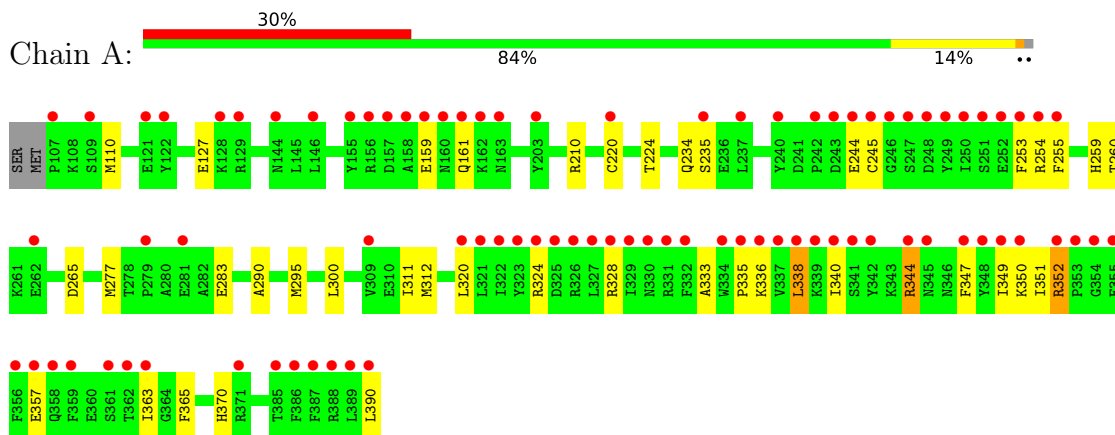 30%
Chain A:
84% 14% ••
SER MET P107 K108 S109 M110 E121 Y122 E127 K128 R129 N144 L145 L146 Y155 R156 D157 A158 E159 N160 Q161 K162 N163 Y203 R210 C220 T224 Q234 S235 E236 L237 Y240 D241 P242 D243 E244 C245 G246 S247 D248 Y249 I250 S251 E252 F253 R254 F255 H259 T260
K261 E262 D265 M277 T278 P279 A280 E281 A282 E283 A290 M295 L300 V309 E310 I311 M312 L320 L321 I322 Y323 R324 D325 R326 L327 R328 I329 N330 R331 F332 A333 W334 P335 K336 V337 L338 K339 I340 S341 Y342 K343 R344 N345 N346 F347 Y348 I349 K350 I351 R352 P353 G354 E355
F356 E357 Q358 F359 E360 S361 T362 I363 G364 F365 H370 R371 T385 F386 F387 R388 L389 L390